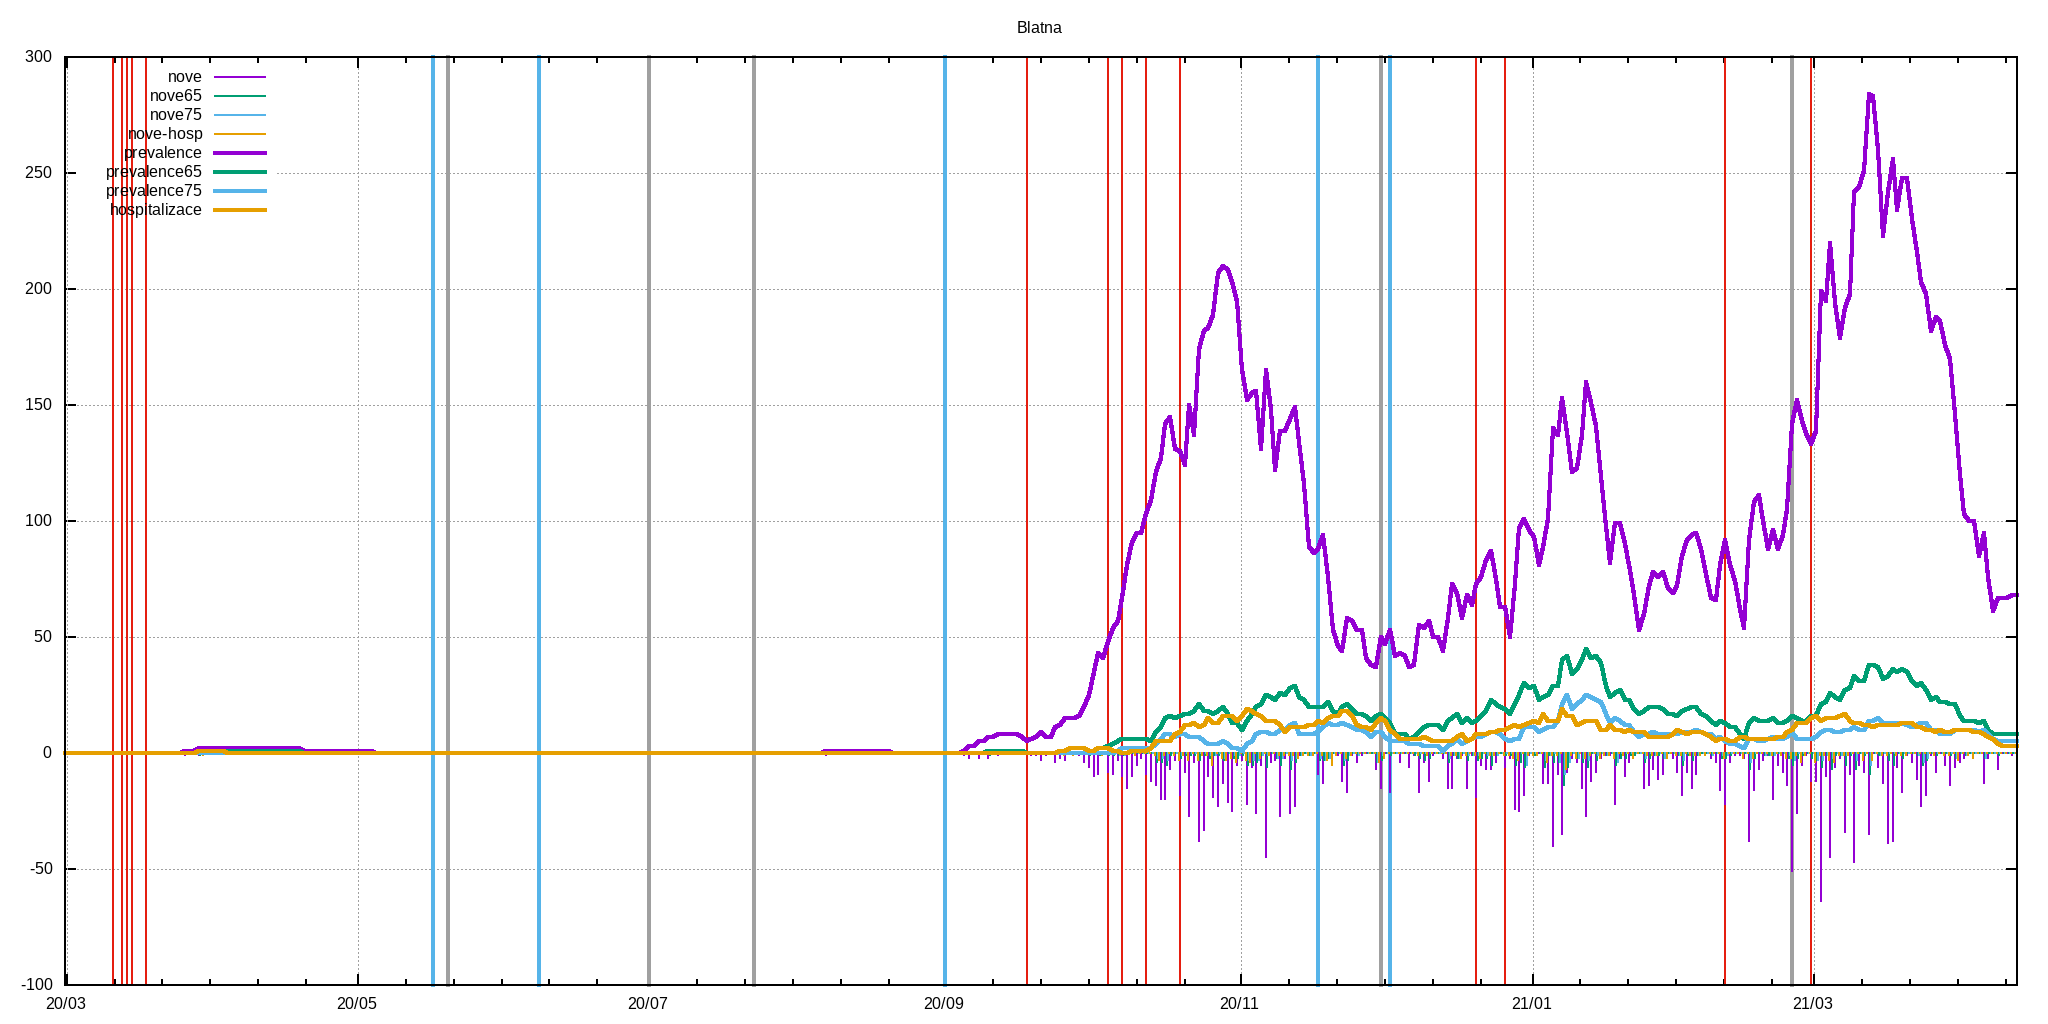 Blatna
300
250
200
150
100
50
0
-50
-100
nove
nove65
nove75
nove-hosp
prevalence
prevalence65
prevalence75
hospitalizace
20/03 20/05 20/07 20/09 20/11 21/01 21/03